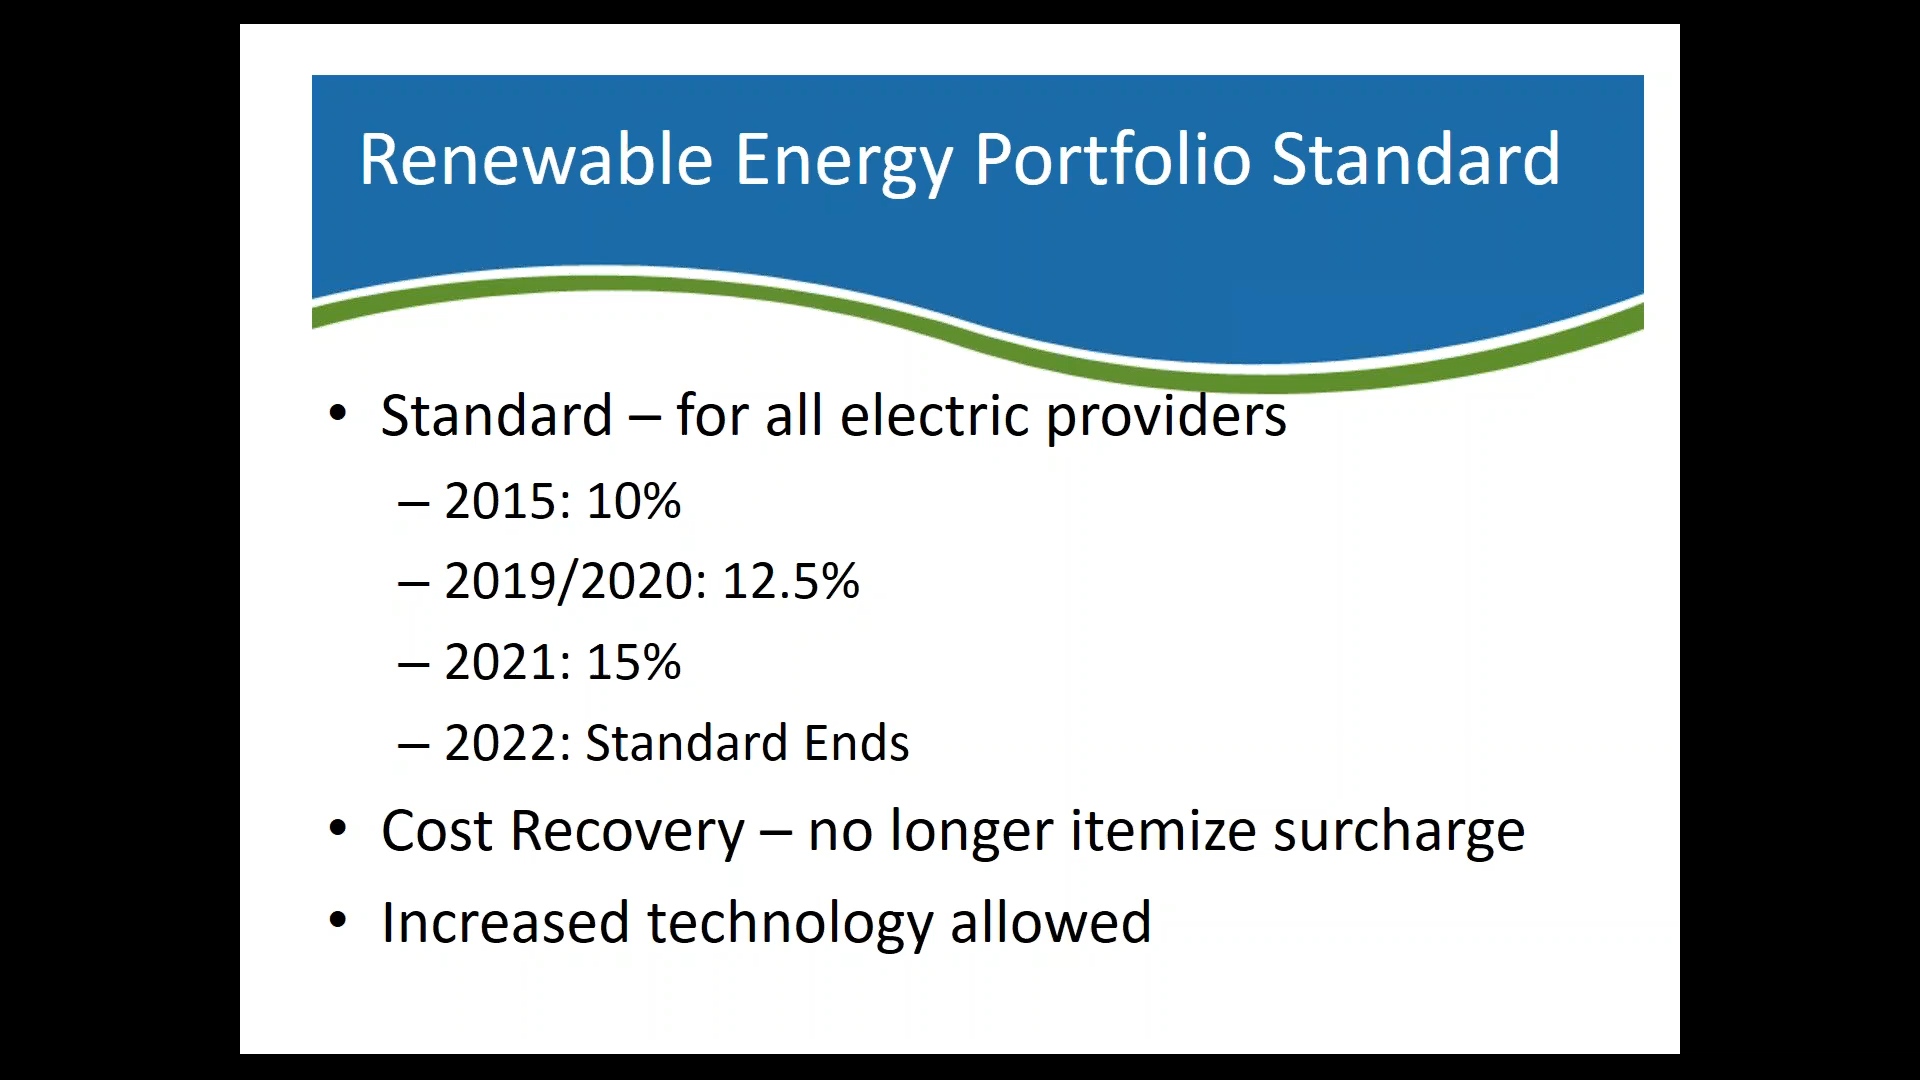 Renewable Energy Portfolio Standard
• Standard – for all electric providers
– 2015: 10%
– 2019/2020: 12.5%
– 2021: 15%
– 2022: Standard Ends
• Cost Recovery – no longer itemize surcharge
• Increased technology allowed